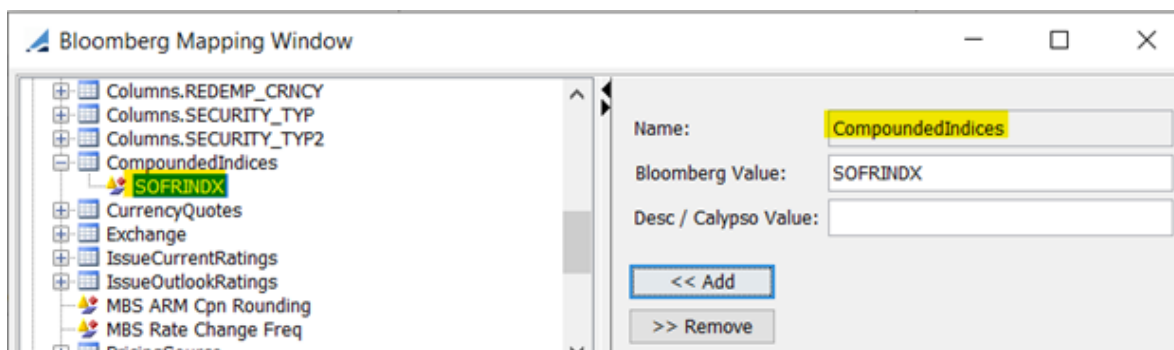 Bloomberg Mapping Window
Columns.REDEMP_CRNCY
Columns.SECURITY_TYP
Columns.SECURITY_TYP2
CompoundedIndices
SOFRINDX
CurrencyQuotes
Exchange
IssueCurrentRatings
IssueOutlookRatings
MBS ARM Cpn Rounding
MBS Rate Change Freq
Name: CompoundedIndices
Bloomberg Value: SOFRINDX
Desc / Calypso Value:
<< Add
>> Remove